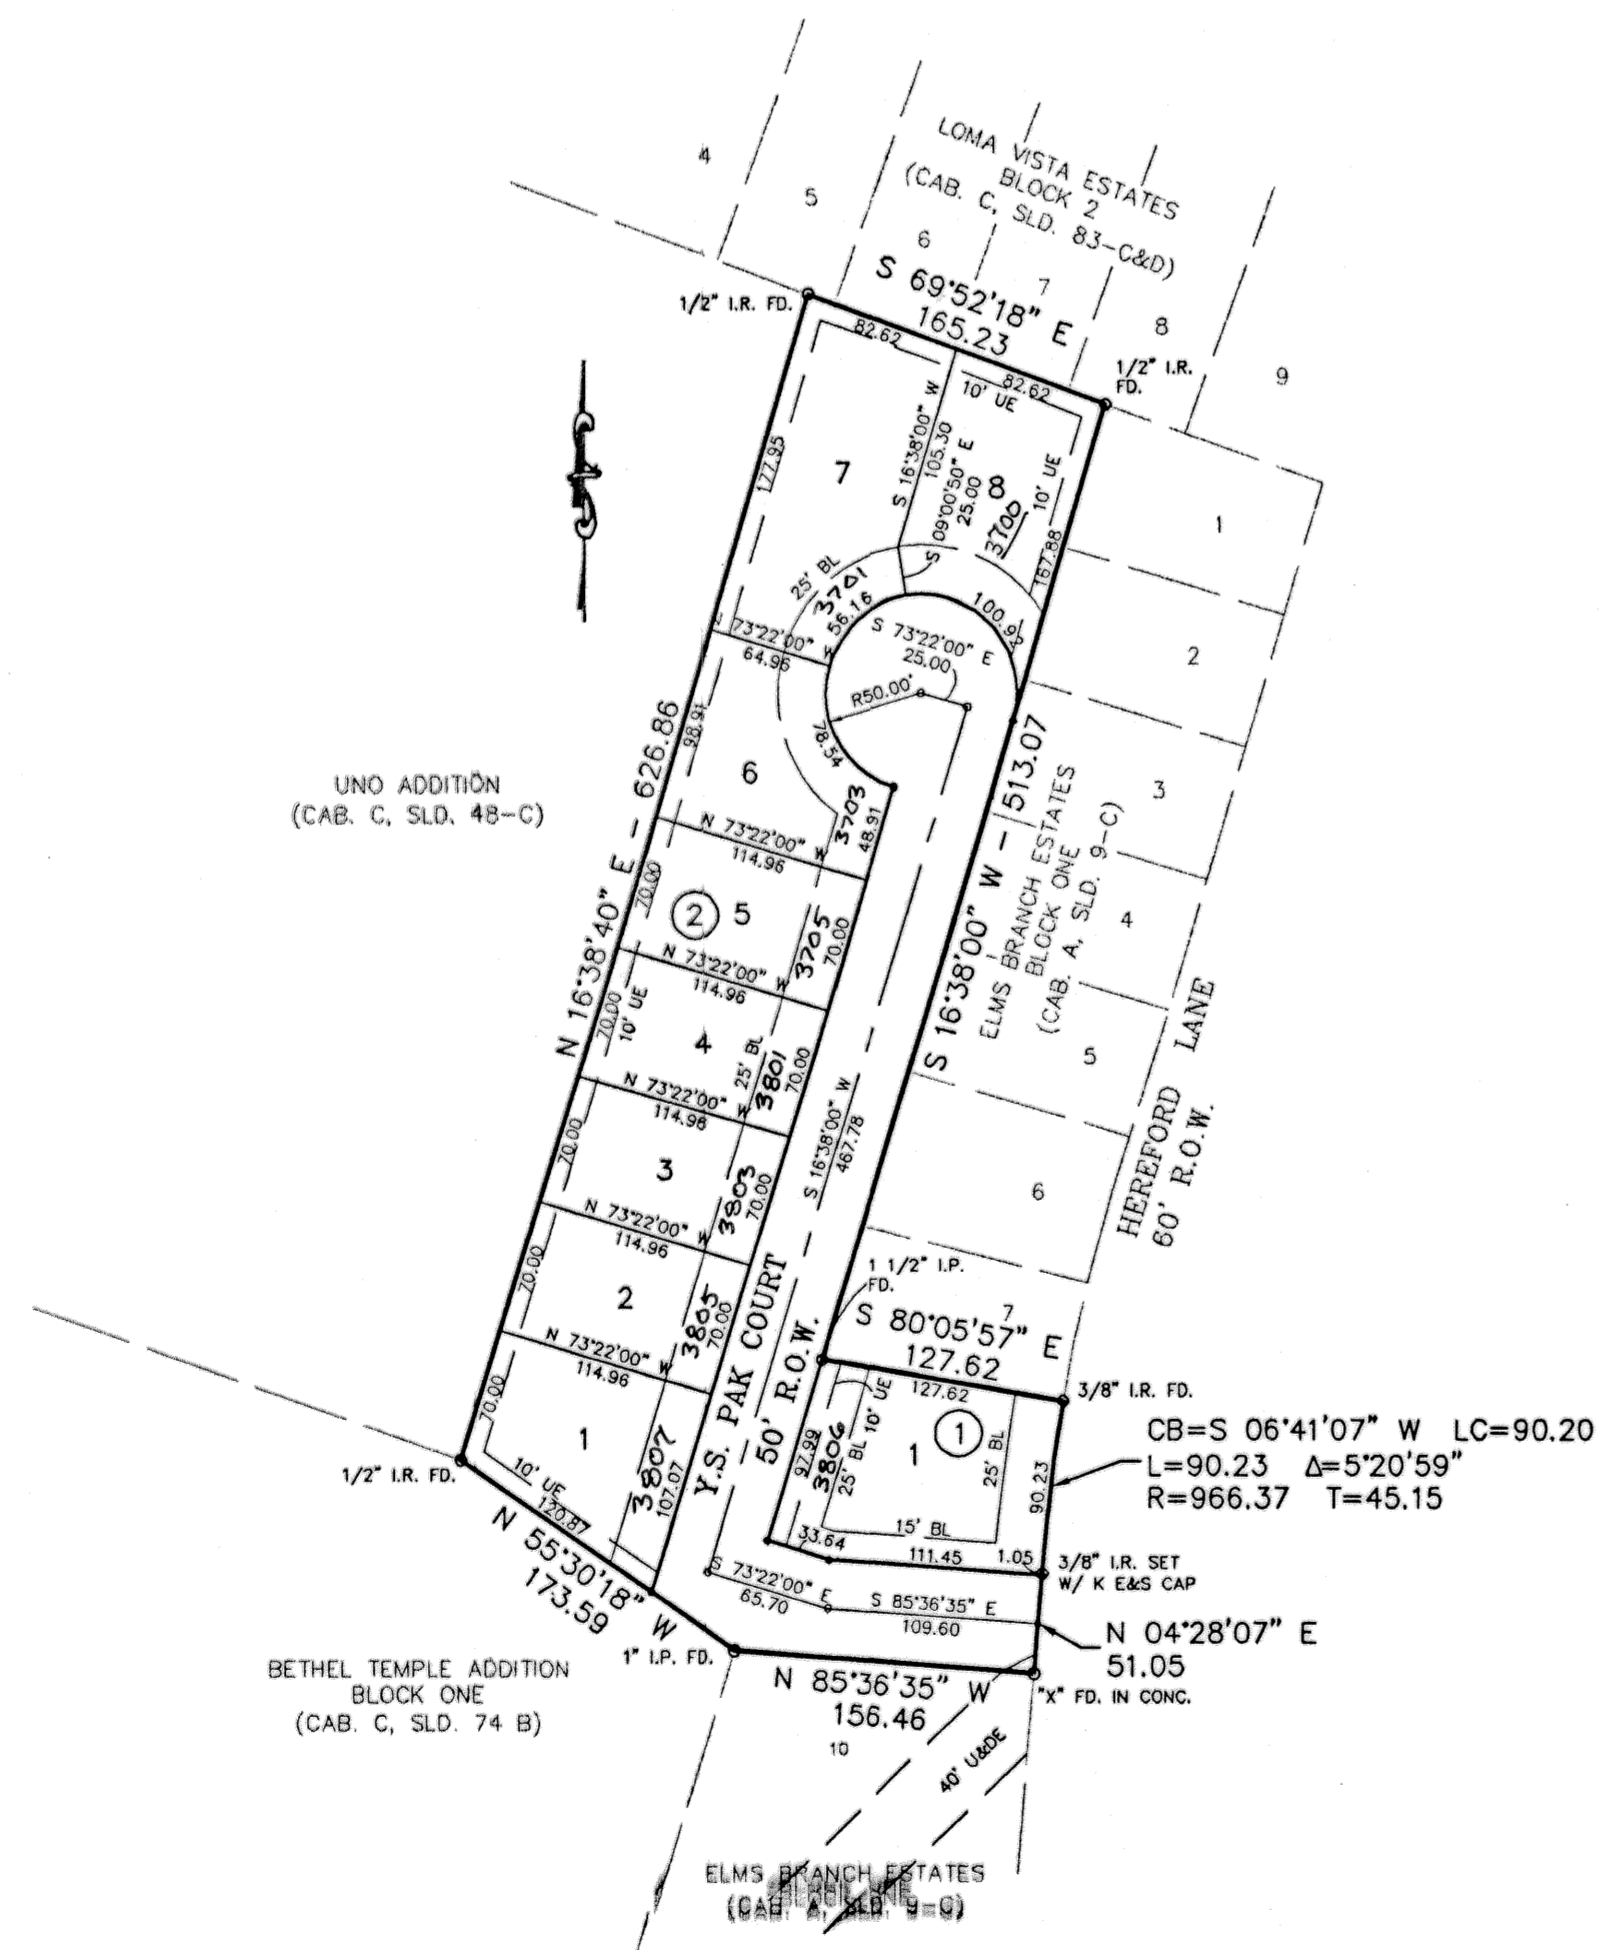 LOMA VISTA ESTATES
BLOCK 2
(CAB. C, SLD. 83-C&D)
4
5
6
7
8
9
S 69°52'18" E
165.23
1/2" I.R. FD.
1/2" I.R.
FD.
82.62
82.62
10' UE
S 16°38'00" W
105.30
S 09°00'50" E
25.00
177.95
7
8
3700
10' UE
167.88
25' BL
3701
56.16
100.92
N 73°22'00" W
64.96
S 73°22'00" E
25.00
R50.00'
78.54
98.91
6
3703
48.91
1
2
3
4
5
6
7
UNO ADDITION
(CAB. C, SLD. 48-C)
N 16°38'40" E - 626.86
S 16°38'00" W - 513.07
ELMS BRANCH ESTATES
BLOCK ONE
(CAB. A, SLD. 9-C)
HEREFORD LANE
60' R.O.W.
N 73°22'00" W
114.96
70.00
2
5
3705
70.00
N 73°22'00" W
114.96
70.00
10' UE
4
25' BL
3801
70.00
N 73°22'00" W
114.96
70.00
3
3803
70.00
S 16°38'00" W
467.78
N 73°22'00" W
114.96
70.00
2
3805
70.00
N 73°22'00" W
114.96
70.00
1
3807
107.07
10' UE
120.87
Y.S. PAK COURT
50' R.O.W.
1 1/2" I.P.
FD.
S 80°05'57" E
127.62
127.62
3/8" I.R. FD.
10' UE
1
1
25' BL
25' BL
97.99
3806
90.23
CB=S 06°41'07" W LC=90.20
L=90.23 Δ=5°20'59"
R=966.37 T=45.15
15' BL
33.64
111.45
1.05
3/8" I.R. SET
W/ K E&S CAP
S 73°22'00" E
65.70
S 85°36'35" E
109.60
N 04°28'07" E
51.05
1/2" I.R. FD.
N 55°30'18" W
173.59
1" I.P. FD.
N 85°36'35" W
156.46
"X" FD. IN CONC.
BETHEL TEMPLE ADDITION
BLOCK ONE
(CAB. C, SLD. 74 B)
10
40' U&DE
ELMS BRANCH ESTATES
(CAB. A, SLD. 9-C)